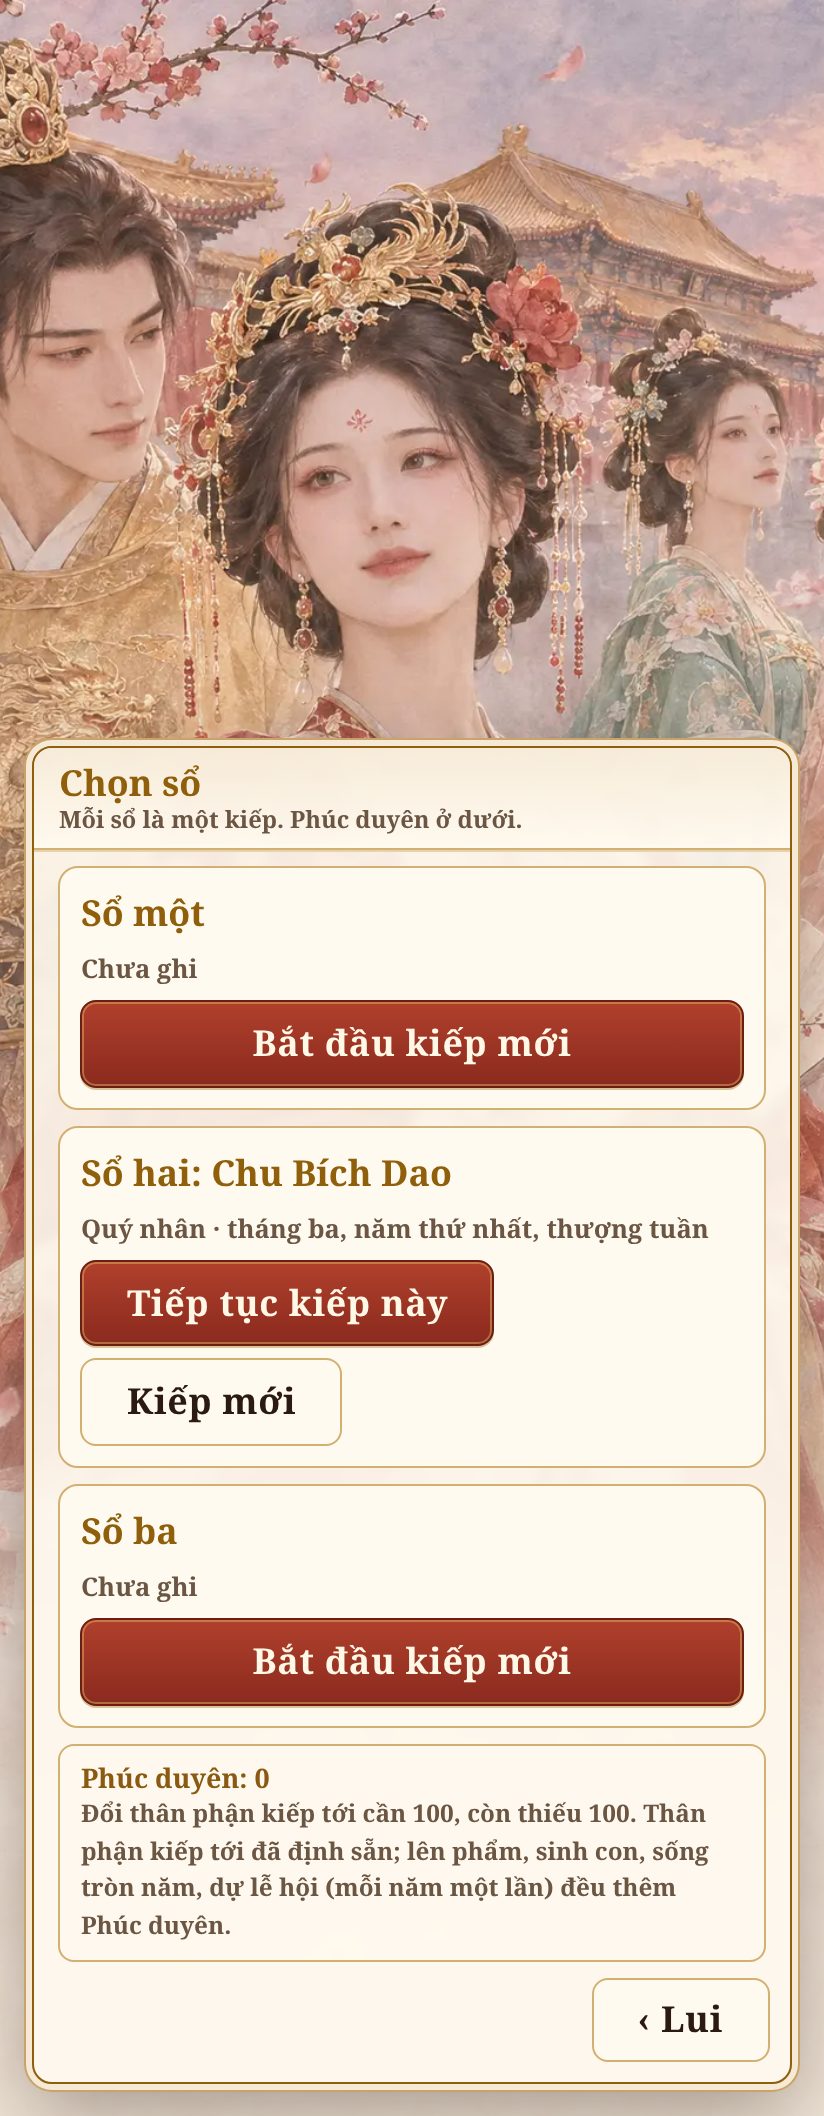 Chọn sổ
Mỗi sổ là một kiếp. Phúc duyên ở dưới.
Sổ một
Chưa ghi
Bắt đầu kiếp mới
Sổ hai: Chu Bích Dao
Quý nhân · tháng ba, năm thứ nhất, thượng tuần
Tiếp tục kiếp này
Kiếp mới
Sổ ba
Chưa ghi
Bắt đầu kiếp mới
Phúc duyên: 0
Đổi thân phận kiếp tới cần 100, còn thiếu 100. Thân
phận kiếp tới đã định sẵn; lên phẩm, sinh con, sống
tròn năm, dự lễ hội (mỗi năm một lần) đều thêm
Phúc duyên.
‹ Lui